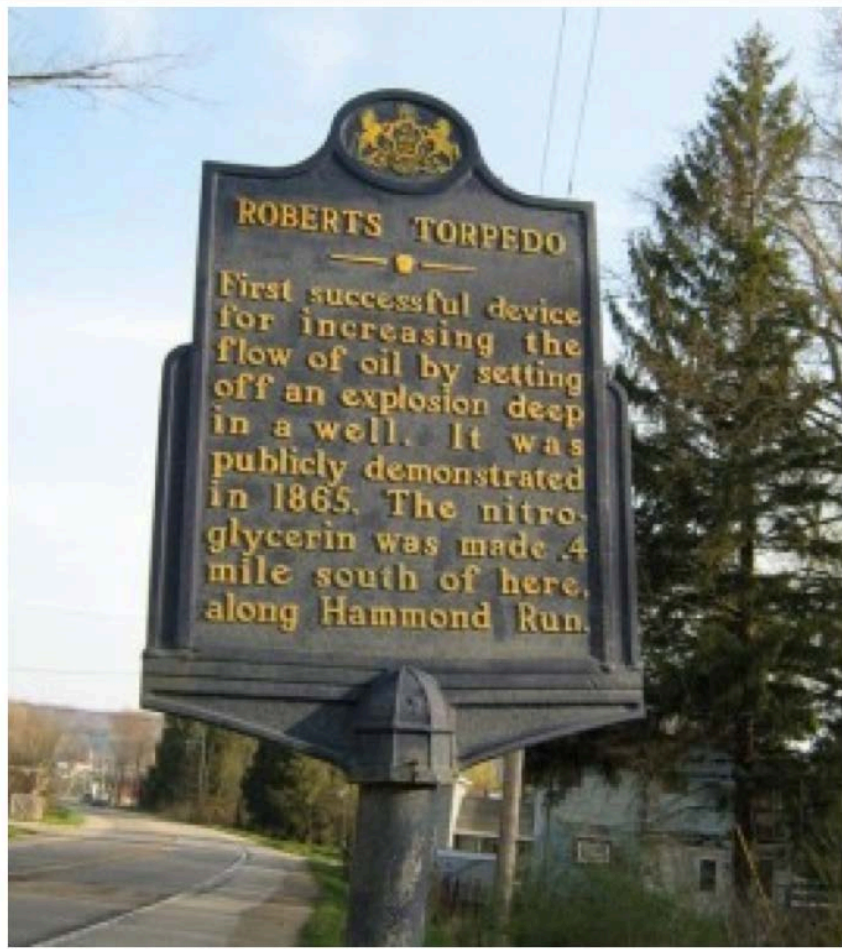 ROBERTS TORPEDO
First successful device
for increasing the
flow of oil by setting
off an explosion deep
in a well. It was
publicly demonstrated
in 1865. The nitro-
glycerin was made .4
mile south of here,
along Hammond Run.